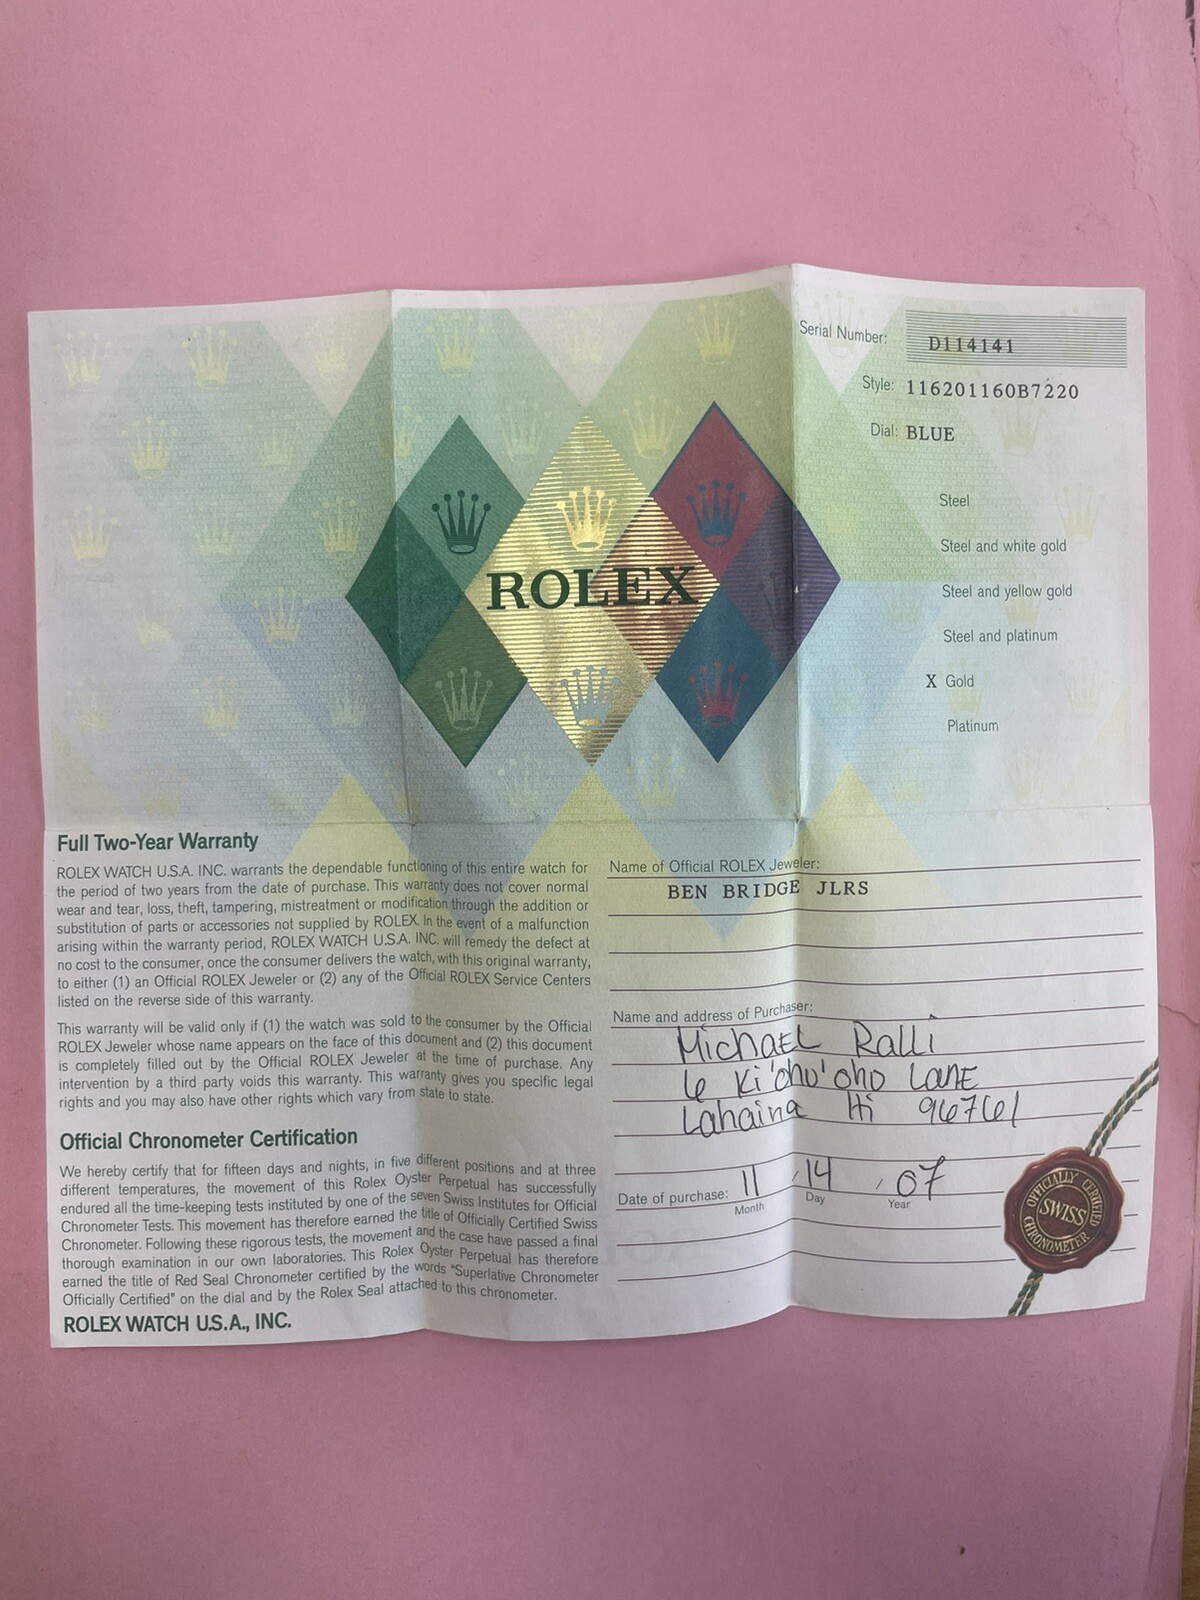 Serial Number: D114141
Style: 116201160B7220
Dial: BLUE
Steel
Steel and white gold
Steel and yellow gold
Steel and platinum
X Gold
Platinum
ROLEX
Full Two-Year Warranty
ROLEX WATCH U.S.A. INC. warrants the dependable functioning of this entire watch for
the period of two years from the date of purchase. This warranty does not cover normal
wear and tear, loss, theft, tampering, mistreatment or modification through the addition or
substitution of parts or accessories not supplied by ROLEX. In the event of a malfunction
arising within the warranty period, ROLEX WATCH U.S.A. INC. will remedy the defect at
no cost to the consumer, once the consumer delivers the watch, with this original warranty,
to either (1) an Official ROLEX Jeweler or (2) any of the Official ROLEX Service Centers
listed on the reverse side of this warranty.
This warranty will be valid only if (1) the watch was sold to the consumer by the Official
ROLEX Jeweler whose name appears on the face of this document and (2) this document
is completely filled out by the Official ROLEX Jeweler at the time of purchase. Any
intervention by a third party voids this warranty. This warranty gives you specific legal
rights and you may also have other rights which vary from state to state.
Official Chronometer Certification
We hereby certify that for fifteen days and nights, in five different positions and at three
different temperatures, the movement of this Rolex Oyster Perpetual has successfully
endured all the time-keeping tests instituted by one of the seven Swiss Institutes for Official
Chronometer Tests. This movement has therefore earned the title of Officially Certified Swiss
Chronometer. Following these rigorous tests, the movement and the case have passed a final
thorough examination in our own laboratories. This Rolex Oyster Perpetual has therefore
earned the title of Red Seal Chronometer certified by the words "Superlative Chronometer
Officially Certified" on the dial and by the Rolex Seal attached to this chronometer.
ROLEX WATCH U.S.A., INC.
Name of Official ROLEX Jeweler:
BEN BRIDGE JLRS
Name and address of Purchaser:
Michael Ralli
6 Ki'ohu'ohu Lane
Lahaina Hi 96761
Date of purchase: 11 , 14 , 07
Month Day Year
OFFICIALLY CERTIFIED
SWISS
CHRONOMETER